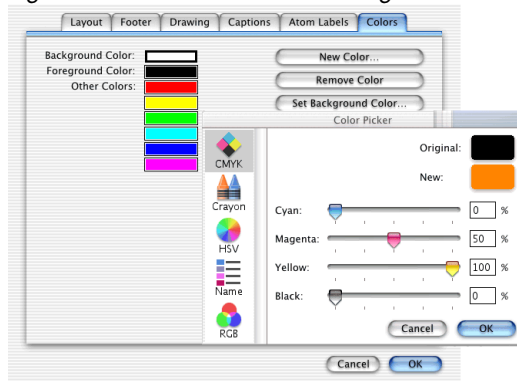 Layout Footer Drawing Captions Atom Labels Colors
Background Color:
Foreground Color:
Other Colors:
New Color...
Remove Color
Set Background Color...
Color Picker
CMYK
Crayon
HSV
Name
RGB
Original:
New:
Cyan: 0 %
Magenta: 50 %
Yellow: 100 %
Black: 0 %
Cancel OK
Cancel OK